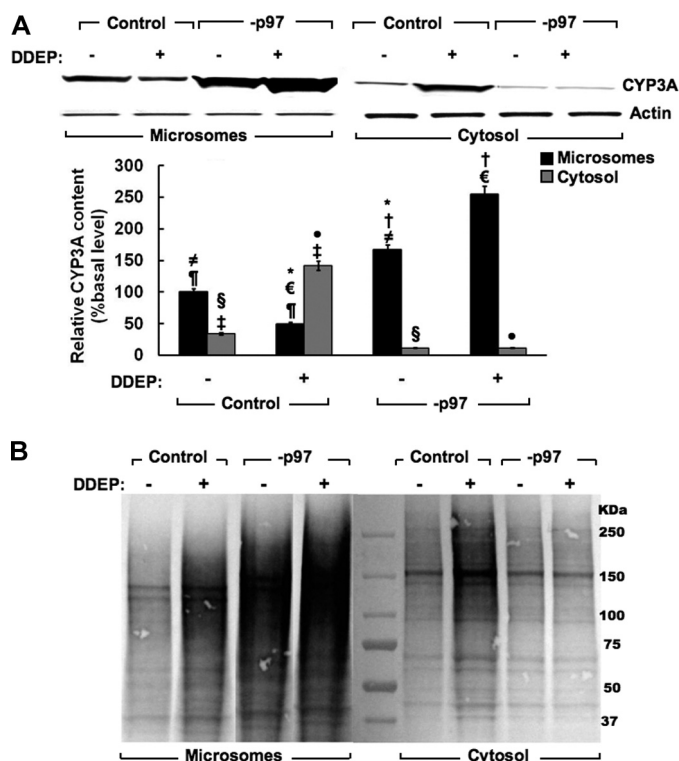 A
Control -p97 Control -p97
DDEP: - + - + - + - +
CYP3A
Actin
Microsomes Cytosol
Relative CYP3A content
(%basal level)
300
250
200
150
100
50
0
Microsomes
Cytosol
≠
¶
§
‡
*
€
¶
•
‡
*
†
≠
§
†
€
•
DDEP: - + - +
Control -p97
B
Control -p97 Control -p97
DDEP: - + - + - + - +
KDa
250
150
100
75
50
37
Microsomes Cytosol